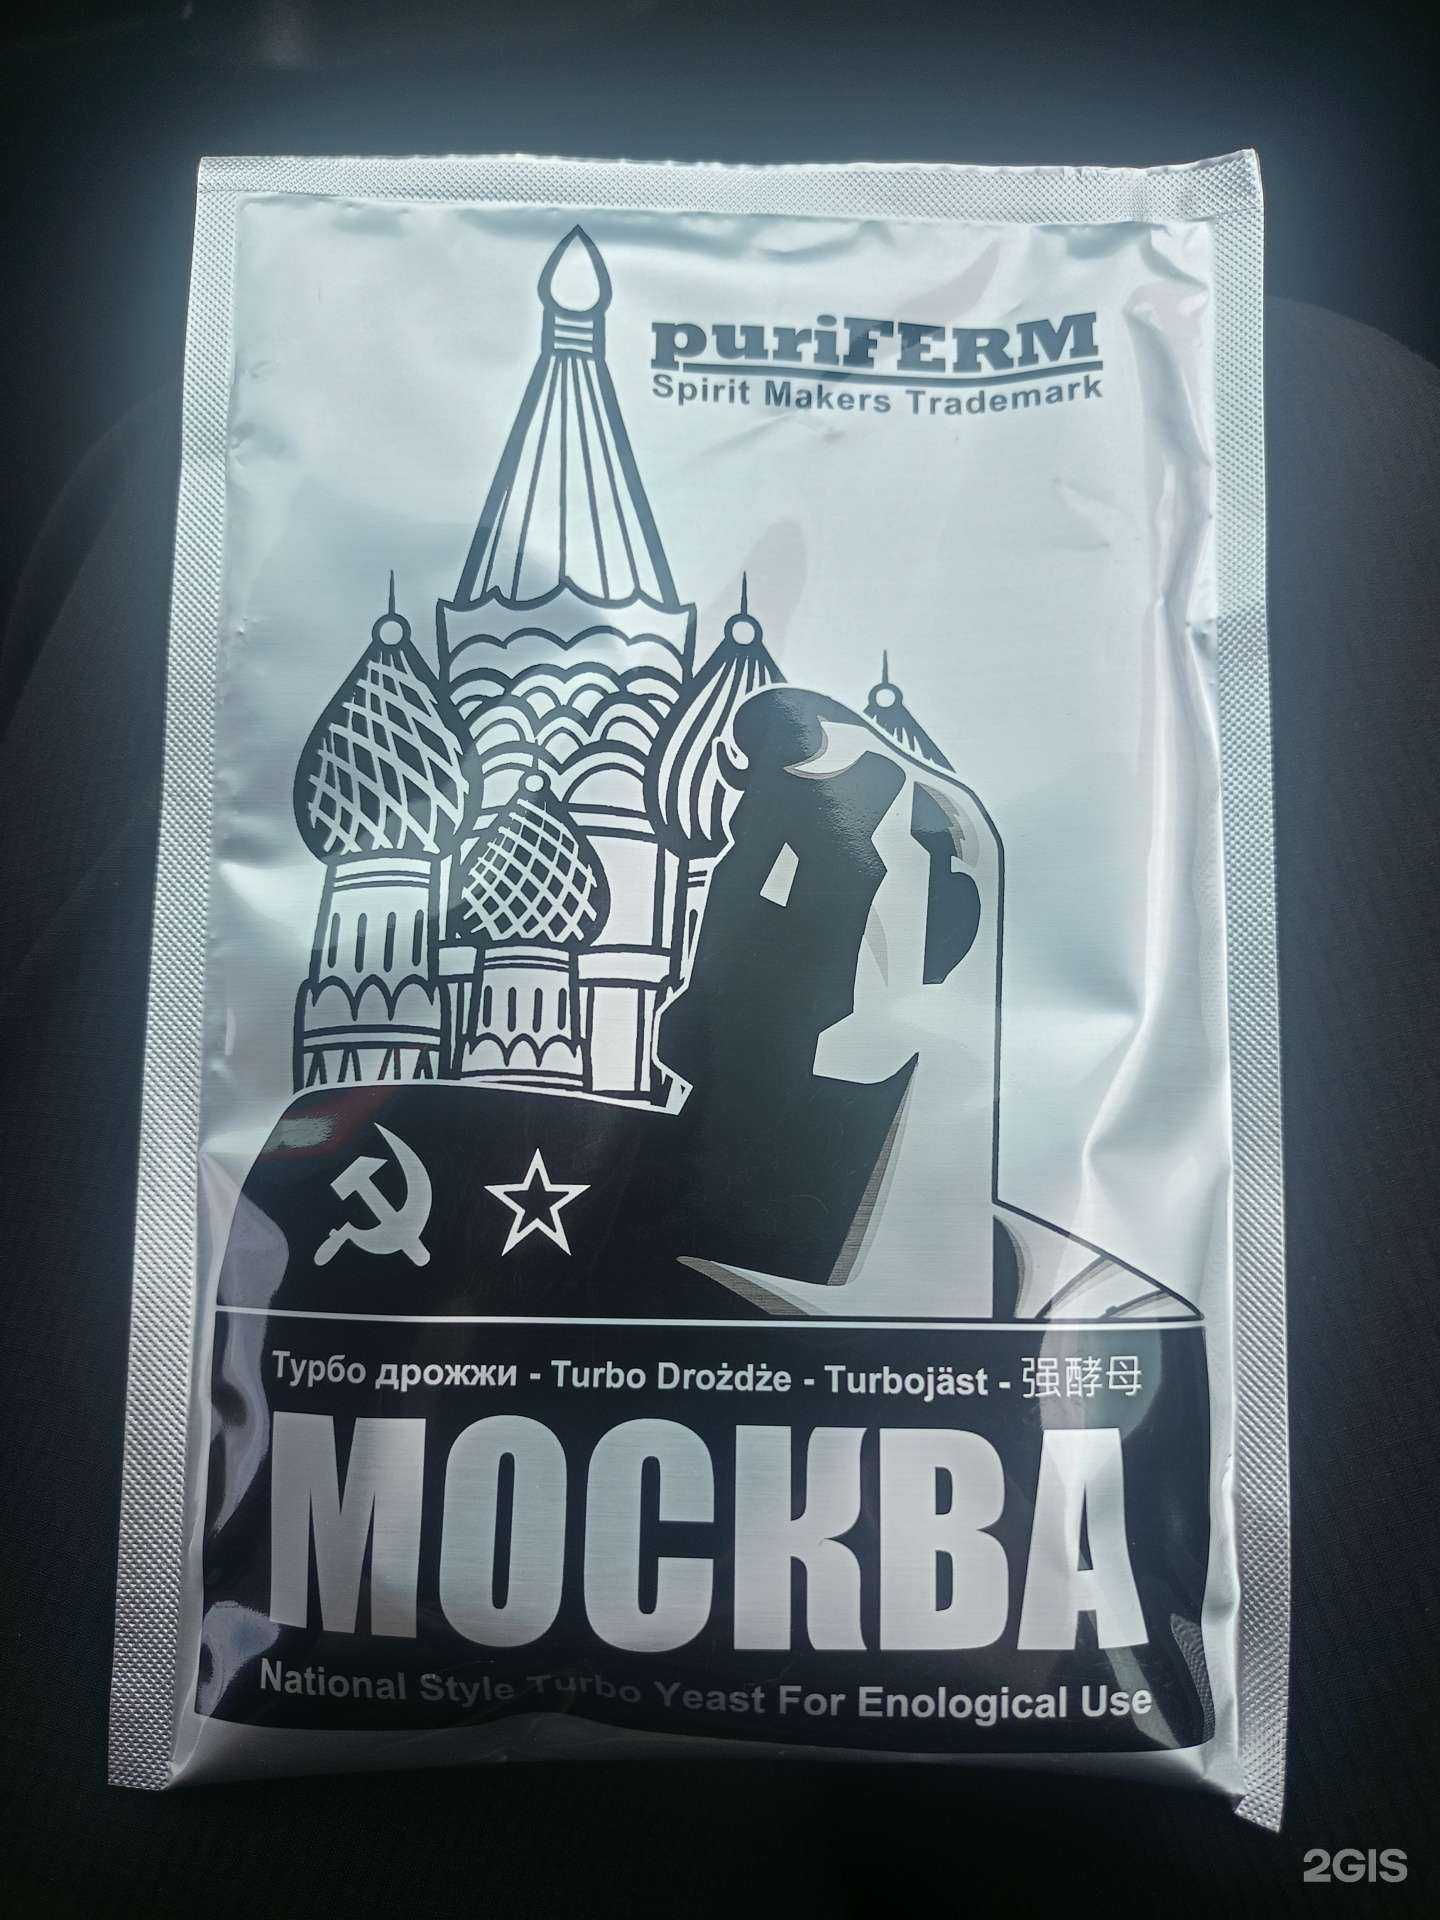 puriFERM
Spirit Makers Trademark
Турбо дрожжи - Turbo Drożdże - Turbojäst - 强酵母
МОСКВА
National Style Turbo Yeast For Enological Use
2GIS